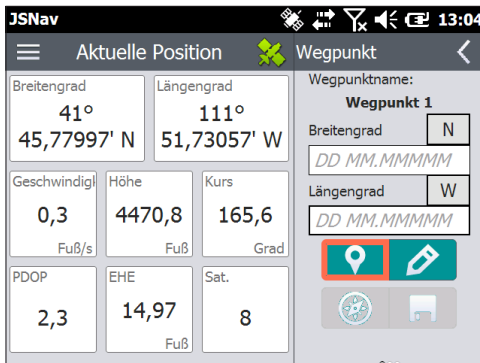 JSNav 13:04
Aktuelle Position
Wegpunkt
Breitengrad
41°
45,77997' N
Längengrad
111°
51,73057' W
Geschwindigk
0,3
Fuß/s
Höhe
4470,8
Fuß
Kurs
165,6
Grad
PDOP
2,3
EHE
14,97
Fuß
Sat.
8
Wegpunktname:
Wegpunkt 1
Breitengrad N
DD MM.MMMMM
Längengrad W
DD MM.MMMMM